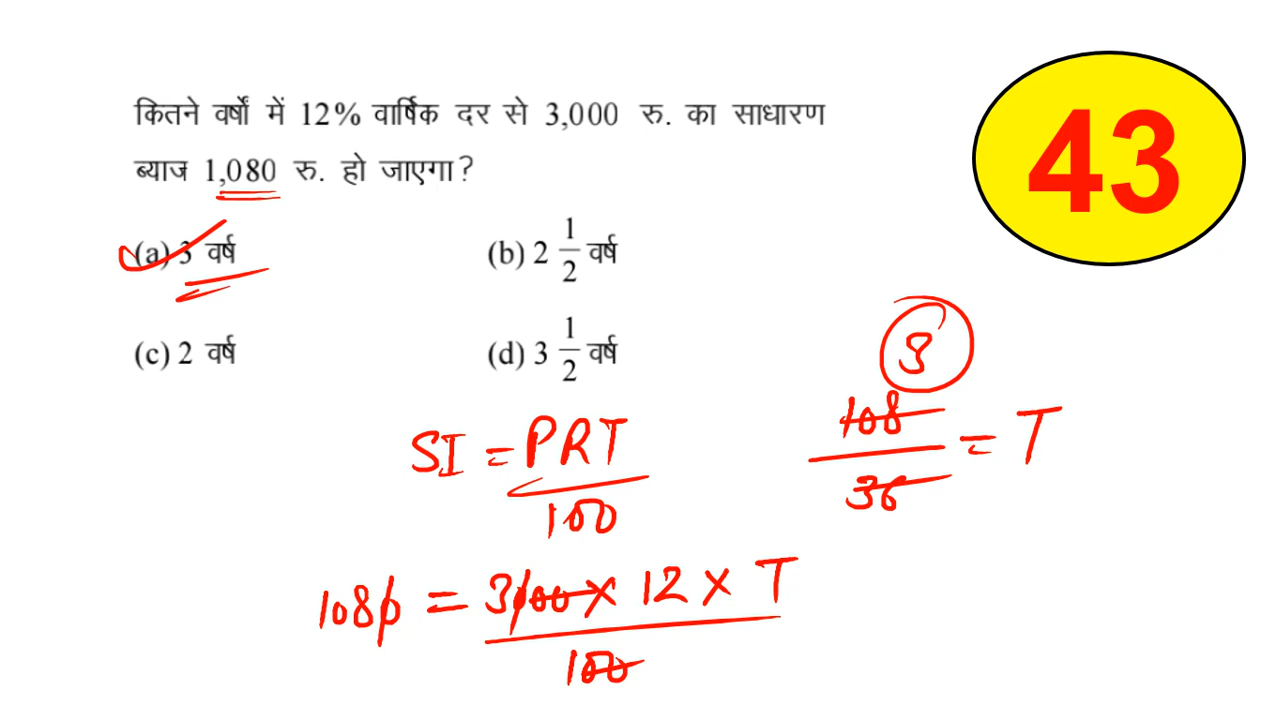 कितने वर्षों में 12% वार्षिक दर से 3,000 रु. का साधारण
ब्याज 1,080 रु. हो जाएगा?
(a) 3 वर्ष
(b) 2 1/2 वर्ष
(c) 2 वर्ष
(d) 3 1/2 वर्ष
43
SI = PRT/100
1080 = 3000 × 12 × T/100
3
108/36 = T